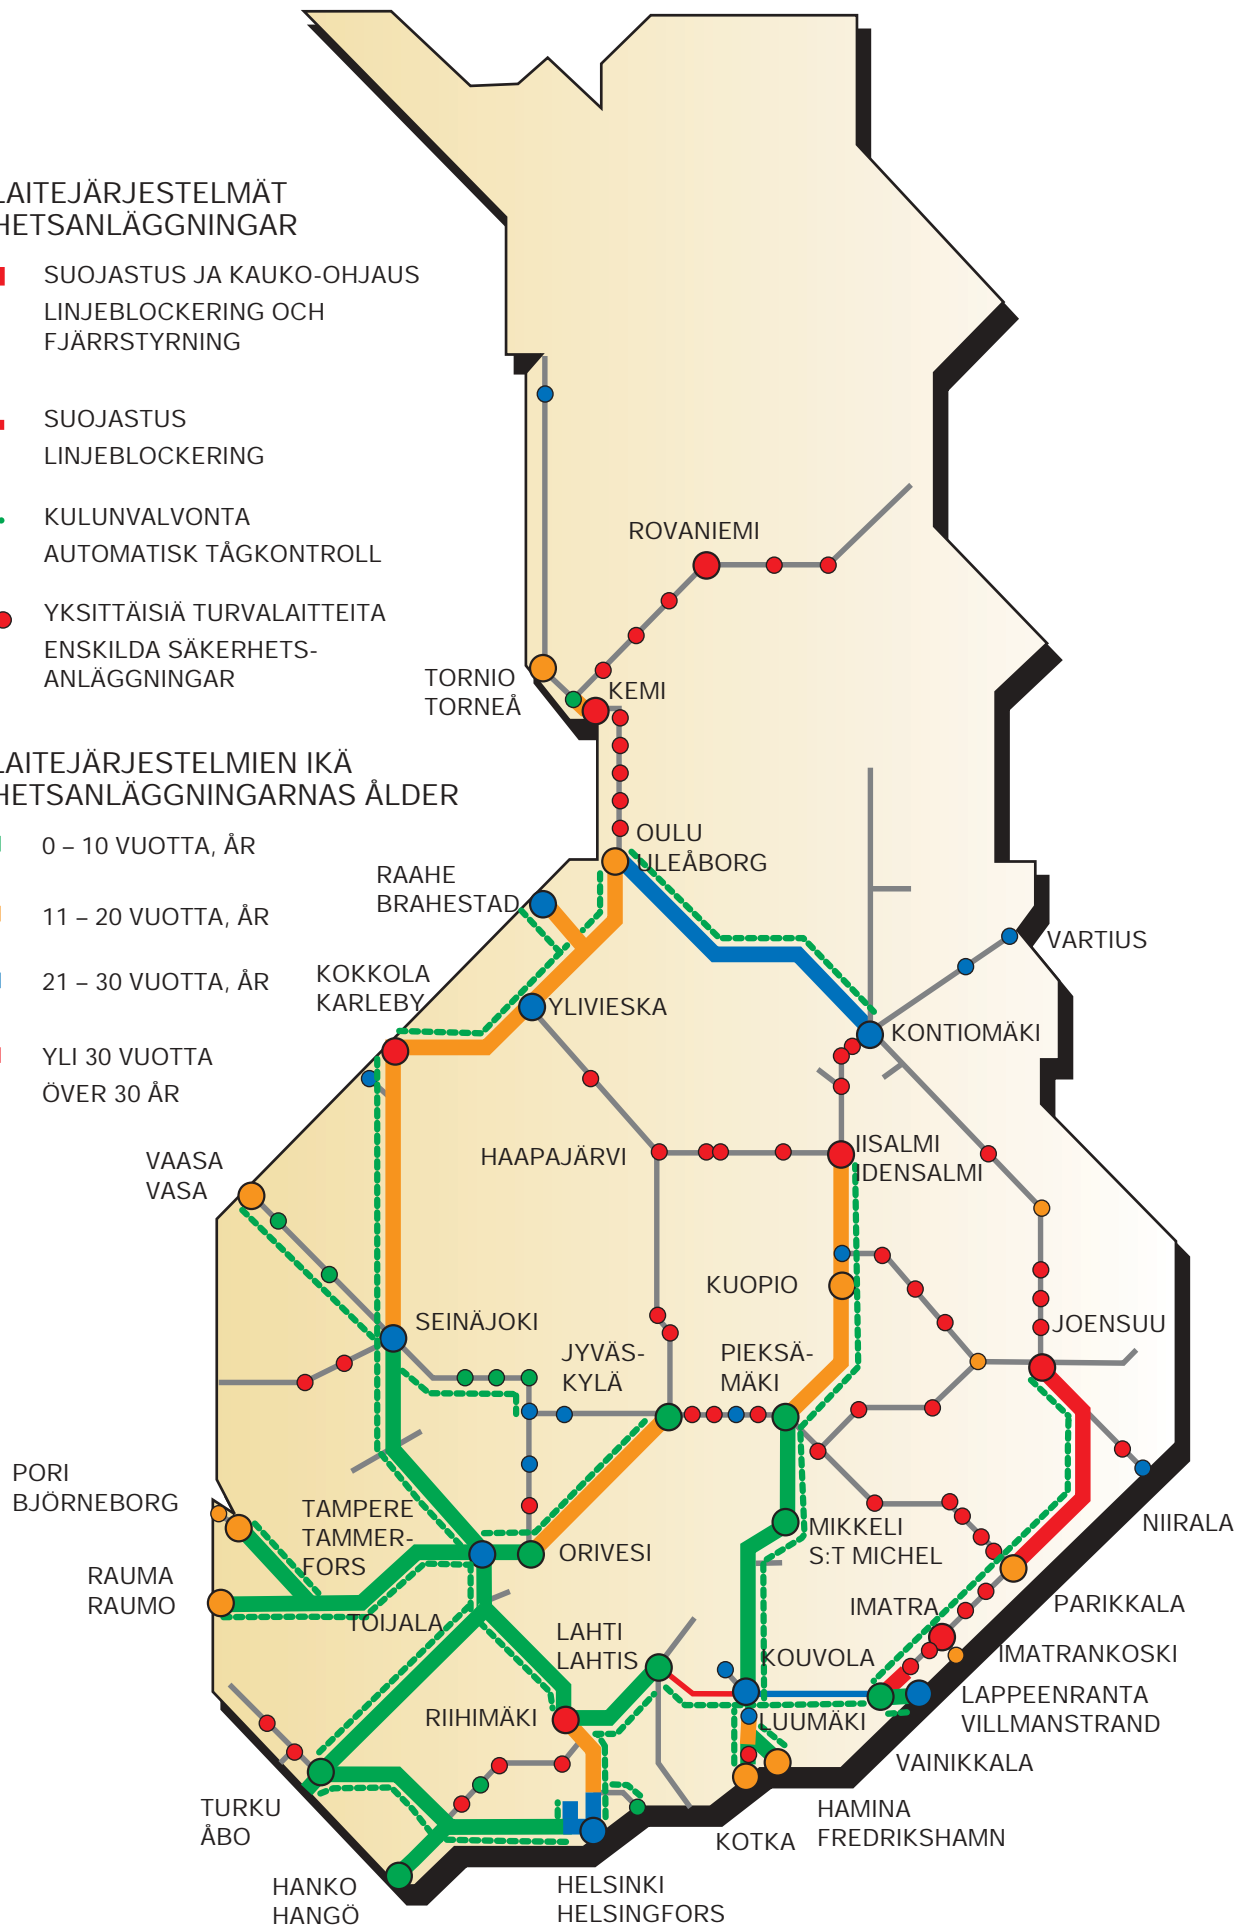 LAITEJÄRJESTELMÄT
HETSANLÄGGNINGAR
SUOJASTUS JA KAUKO-OHJAUS
LINJEBLOCKERING OCH
FJÄRRSTYRNING
SUOJASTUS
LINJEBLOCKERING
KULUNVALVONTA
AUTOMATISK TÅGKONTROLL
YKSITTÄISIÄ TURVALAITTEITA
ENSKILDA SÄKERHETS-
ANLÄGGNINGAR
LAITEJÄRJESTELMIEN IKÄ
HETSANLÄGGNINGARNAS ÅLDER
0 – 10 VUOTTA, ÅR
11 – 20 VUOTTA, ÅR
21 – 30 VUOTTA, ÅR
YLI 30 VUOTTA
ÖVER 30 ÅR
ROVANIEMI
TORNIO
TORNEÅ
KEMI
OULU
ULEÅBORG
RAAHE
BRAHESTAD
VARTIUS
KOKKOLA
KARLEBY
YLIVIESKA
KONTIOMÄKI
HAAPAJÄRVI
IISALMI
IDENSALMI
VAASA
VASA
KUOPIO
SEINÄJOKI
JOENSUU
JYVÄS-
KYLÄ
PIEKSÄ-
MÄKI
PORI
BJÖRNEBORG
TAMPERE
TAMMER-
FORS
ORIVESI
MIKKELI
S:T MICHEL
NIIRALA
RAUMA
RAUMO
TOIJALA
IMATRA
PARIKKALA
LAHTI
LAHTIS
KOUVOLA
IMATRANKOSKI
RIIHIMÄKI
LUUMÄKI
LAPPEENRANTA
VILLMANSTRAND
VAINIKKALA
TURKU
ÅBO
HAMINA
FREDRIKSHAMN
KOTKA
HANKO
HANGÖ
HELSINKI
HELSINGFORS